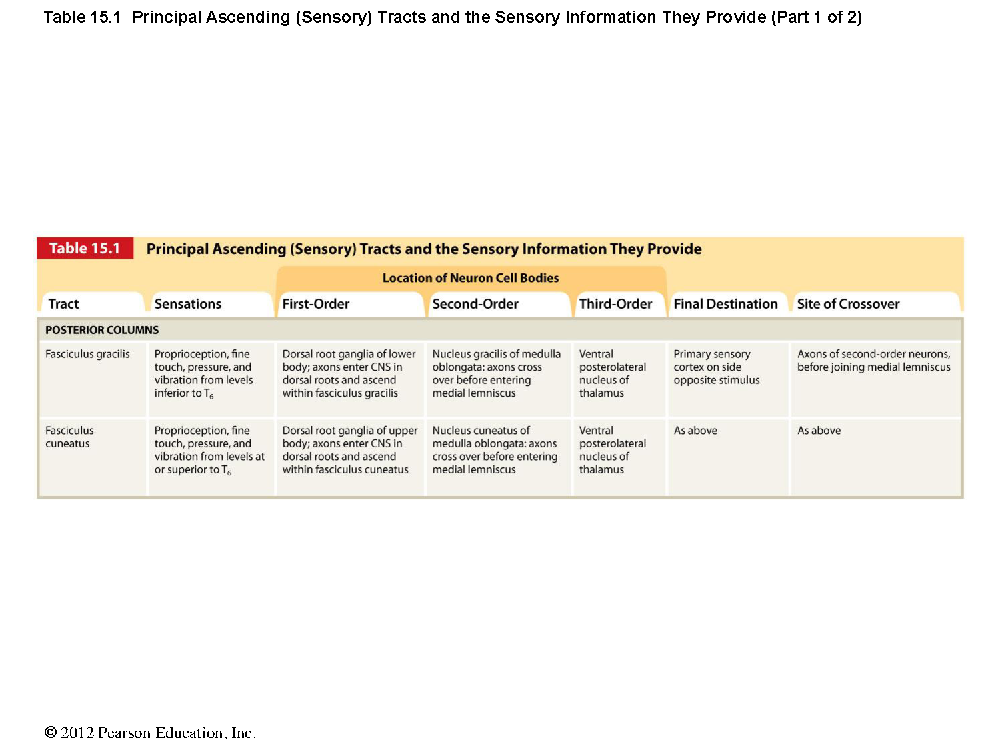 Table 15.1 Principal Ascending (Sensory) Tracts and the Sensory Information They Provide (Part 1 of 2)
Table 15.1 Principal Ascending (Sensory) Tracts and the Sensory Information They Provide
Location of Neuron Cell Bodies
Tract Sensations First-Order Second-Order Third-Order Final Destination Site of Crossover
POSTERIOR COLUMNS
Fasciculus gracilis
Proprioception, fine
touch, pressure, and
vibration from levels
inferior to T6
Dorsal root ganglia of lower
body; axons enter CNS in
dorsal roots and ascend
within fasciculus gracilis
Nucleus gracilis of medulla
oblongata: axons cross
over before entering
medial lemniscus
Ventral
posterolateral
nucleus of
thalamus
Primary sensory
cortex on side
opposite stimulus
Axons of second-order neurons,
before joining medial lemniscus
Fasciculus
cuneatus
Proprioception, fine
touch, pressure, and
vibration from levels at
or superior to T6
Dorsal root ganglia of upper
body; axons enter CNS in
dorsal roots and ascend
within fasciculus cuneatus
Nucleus cuneatus of
medulla oblongata: axons
cross over before entering
medial lemniscus
Ventral
posterolateral
nucleus of
thalamus
As above
As above
© 2012 Pearson Education, Inc.